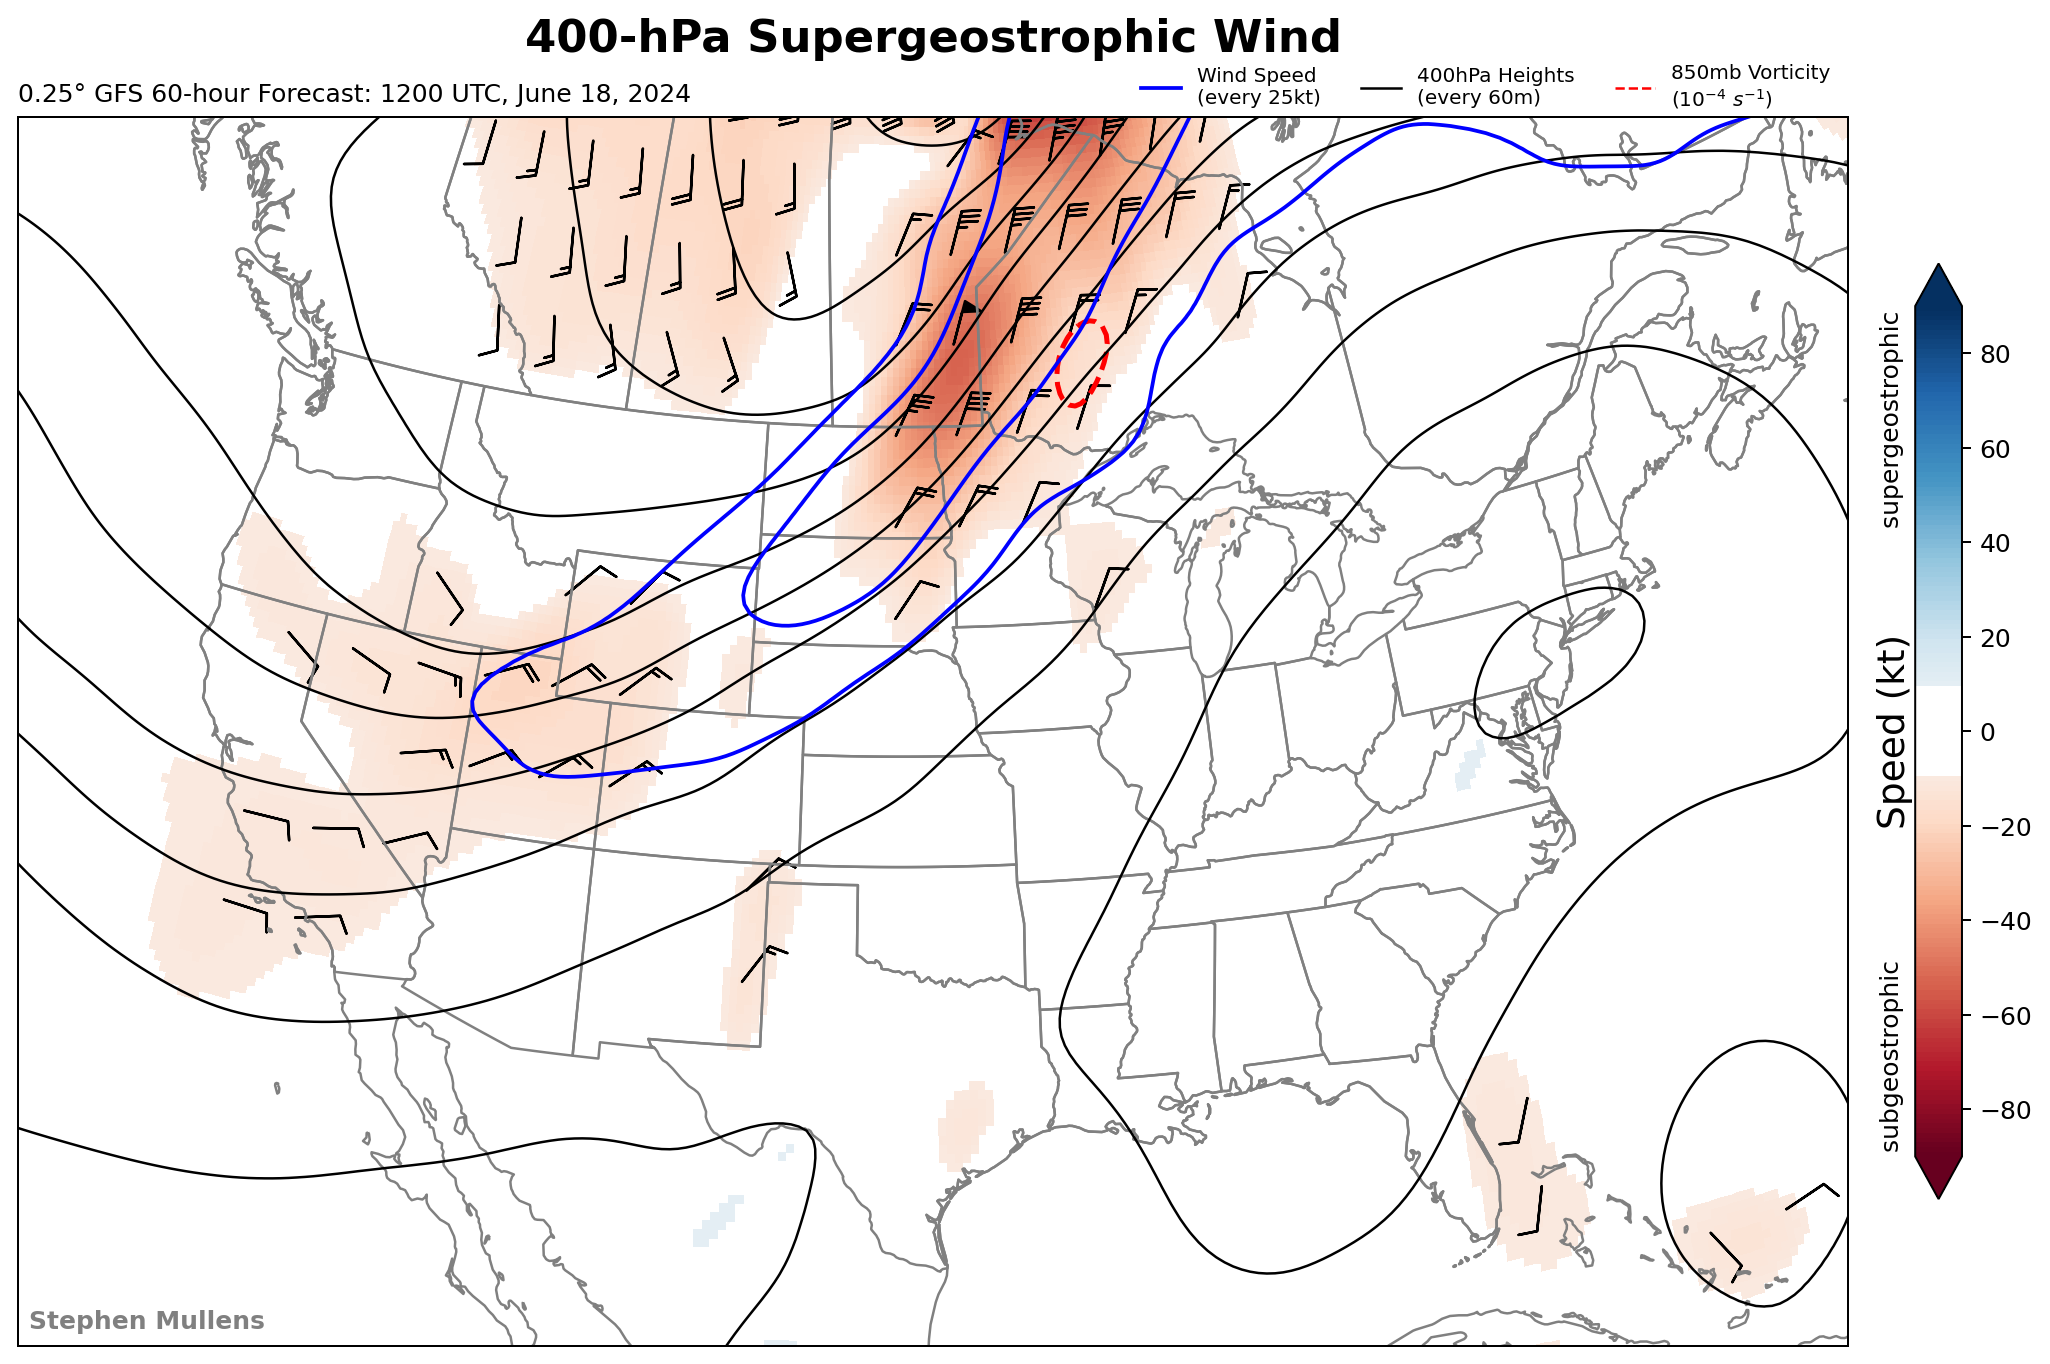 400-hPa Supergeostrophic Wind
0.25° GFS 60-hour Forecast: 1200 UTC, June 18, 2024
Wind Speed
(every 25kt)
400hPa Heights
(every 60m)
850mb Vorticity
(10⁻⁴ s⁻¹)
supergeostrophic
Speed (kt)
subgeostrophic
80
60
40
20
0
−20
−40
−60
−80
Stephen Mullens